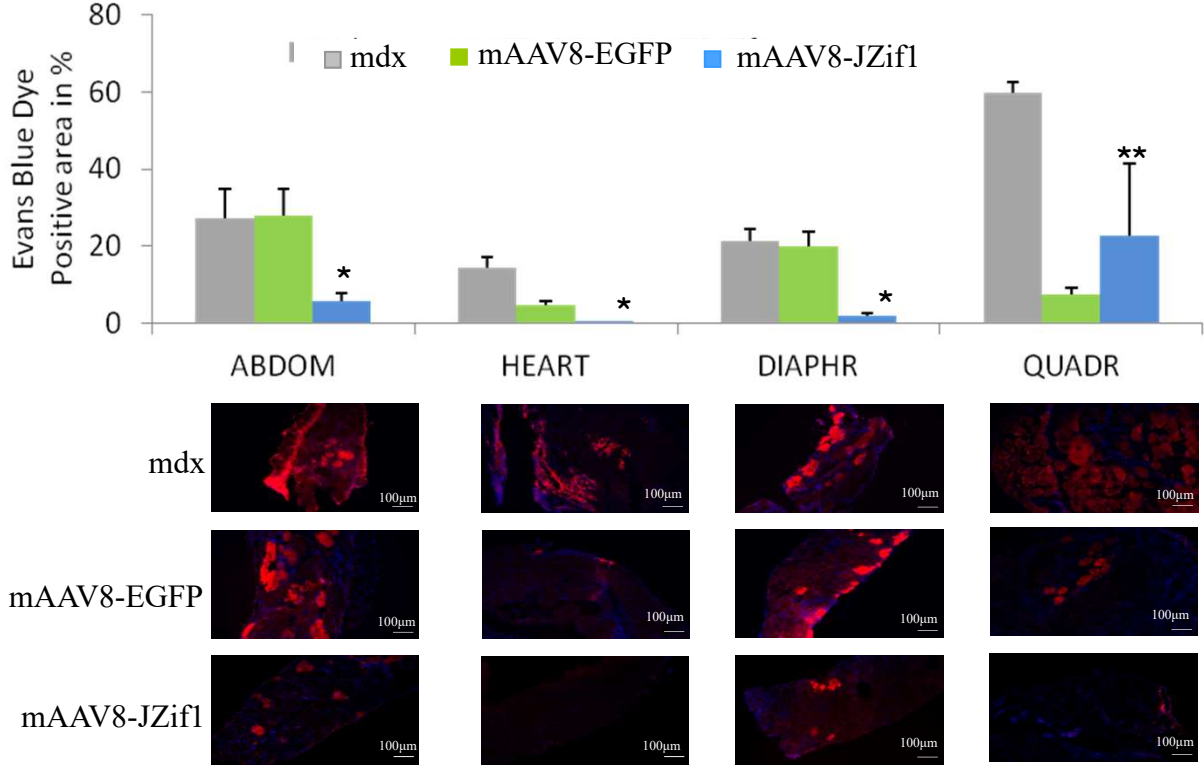 80
60
40
20
0
Evans Blue Dye
Positive area in %
mdx
mAAV8-EGFP
mAAV8-JZif1
*
*
*
**
ABDOM
HEART
DIAPHR
QUADR
mdx
100μm
100μm
100μm
100μm
mAAV8-EGFP
100μm
100μm
100μm
100μm
mAAV8-JZif1
100μm
100μm
100μm
100μm